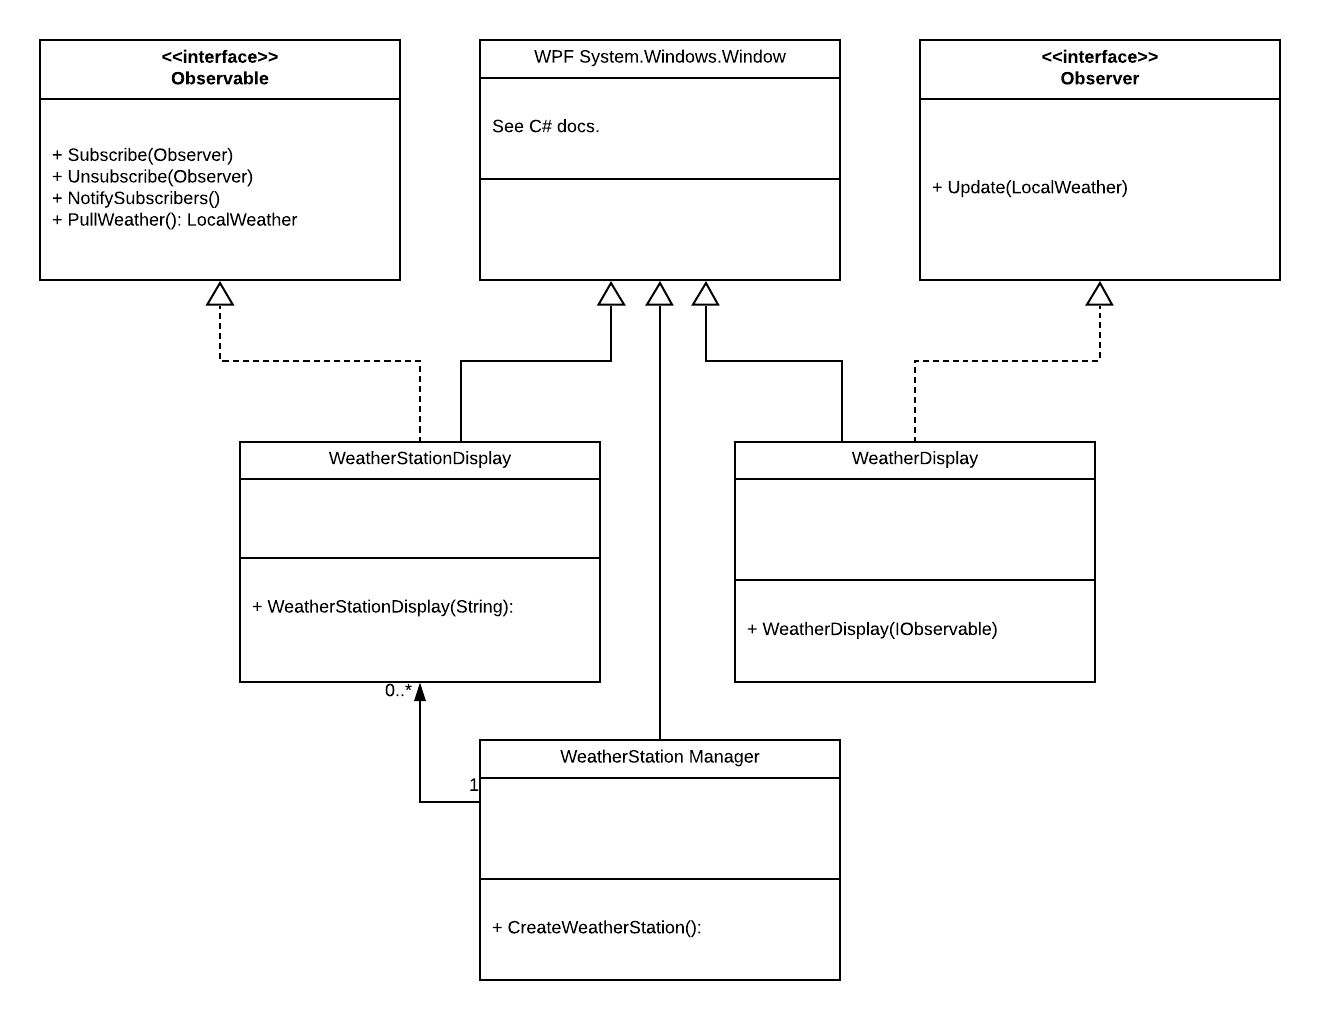 <<interface>>
Observable
+ Subscribe(Observer)
+ Unsubscribe(Observer)
+ NotifySubscribers()
+ PullWeather(): LocalWeather
WPF System.Windows.Window
See C# docs.
<<interface>>
Observer
+ Update(LocalWeather)
WeatherStationDisplay
+ WeatherStationDisplay(String):
WeatherDisplay
+ WeatherDisplay(IObservable)
0..*
1
WeatherStation Manager
+ CreateWeatherStation():